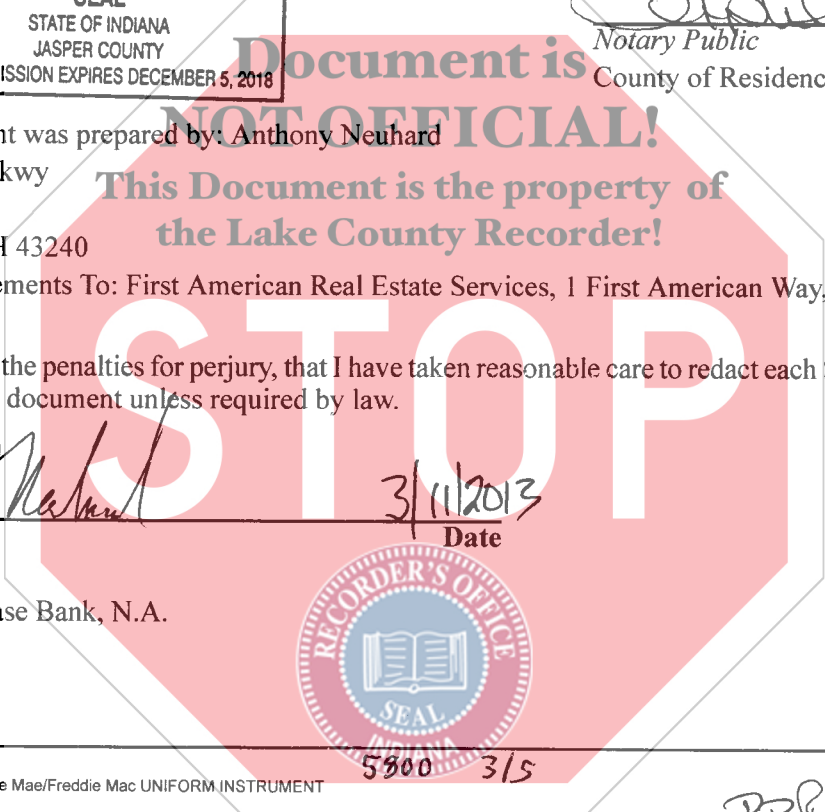 SEAL
STATE OF INDIANA
JASPER COUNTY
ISSION EXPIRES DECEMBER 5, 2018
Notary Public
County of Residenc
Document is
NOT OFFICIAL!
This Document is the property of
the Lake County Recorder!
nt was prepared by: Anthony Neuhard
kwy
H 43240
ements To: First American Real Estate Services, 1 First American Way,
the penalties for perjury, that I have taken reasonable care to redact each
document unless required by law.
STOP
Neuhard
3/11/2013
Date
ase Bank, N.A.
RECORDER'S OFFICE
SEAL
INDIANA
5800 3/5
e Mae/Freddie Mac UNIFORM INSTRUMENT